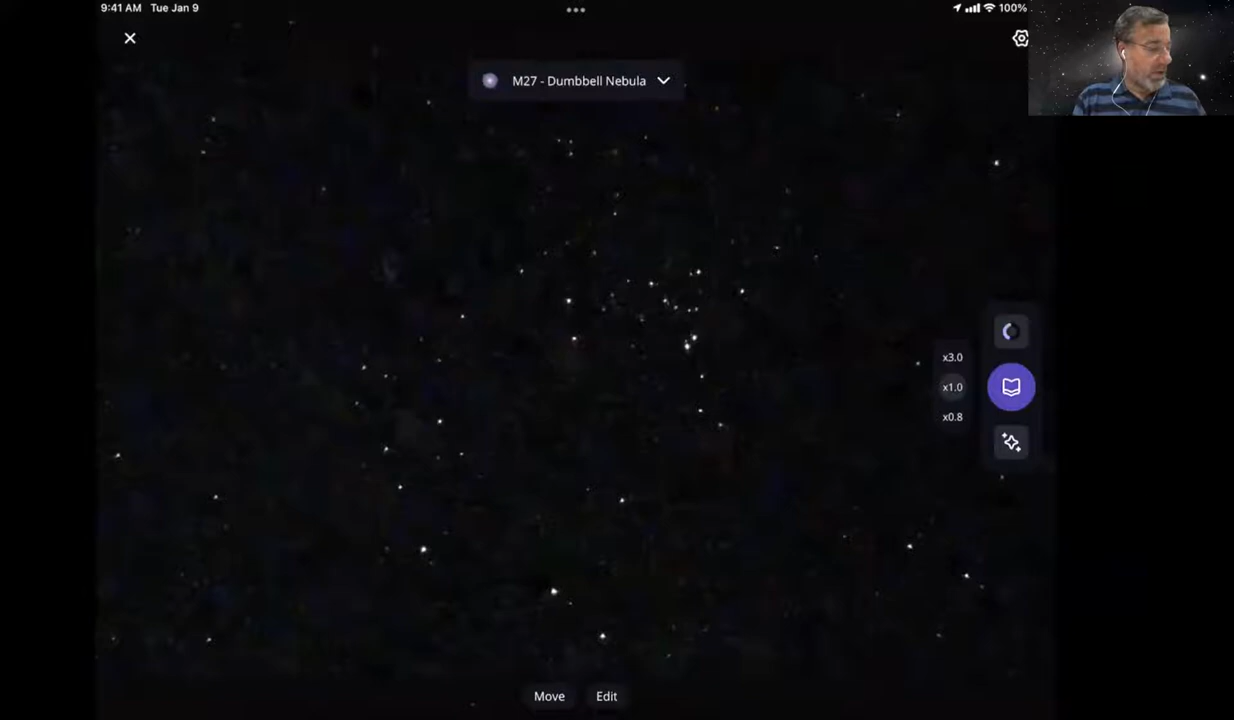 9:41 AM Tue Jan 9
100%
M27 - Dumbbell Nebula
x3.0
x1.0
x0.8
Move
Edit